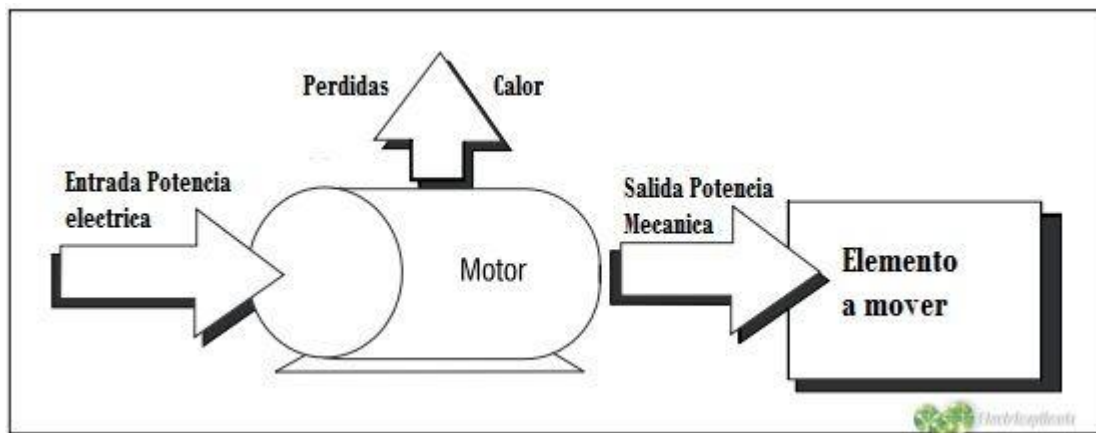 Perdidas Calor
Entrada Potencia
electrica
Salida Potencia
Mecanica
Motor
Elemento
a mover